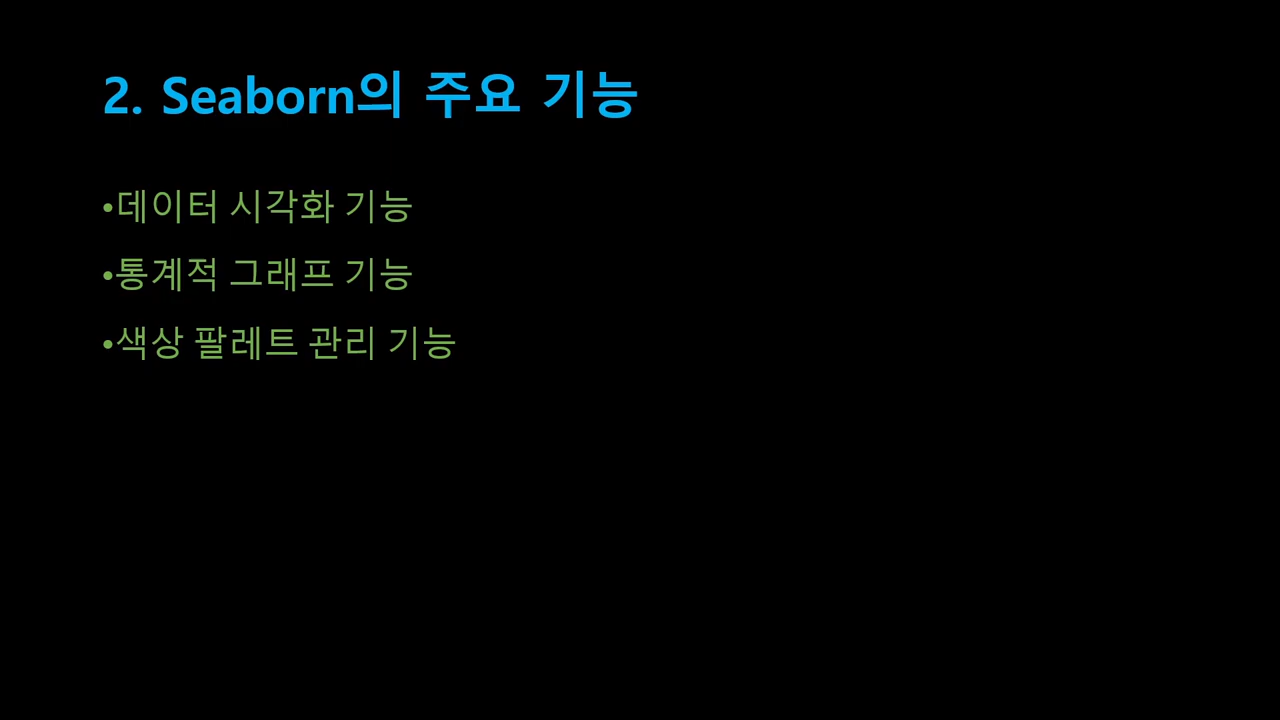 2. Seaborn의 주요 기능
•데이터 시각화 기능
•통계적 그래프 기능
•색상 팔레트 관리 기능